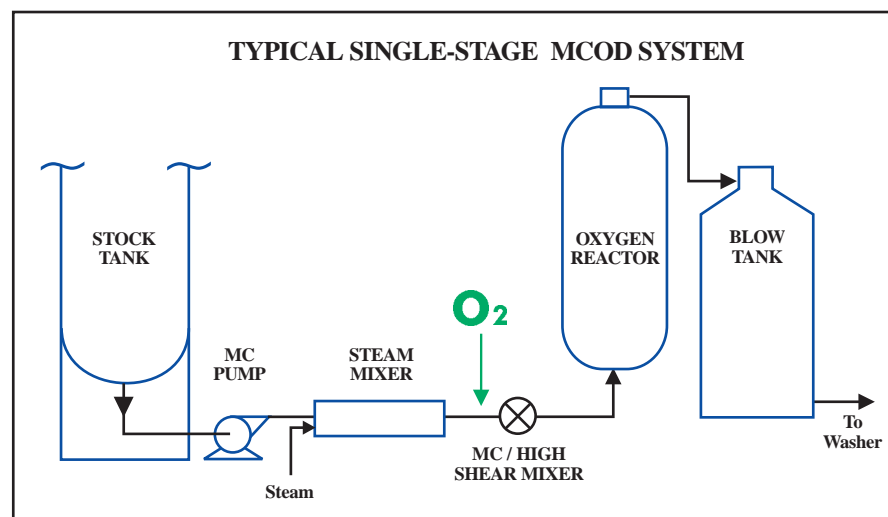 TYPICAL SINGLE-STAGE MCOD SYSTEM
STOCK
TANK
MC
PUMP
STEAM
MIXER
Steam
O2
MC / HIGH
SHEAR MIXER
OXYGEN
REACTOR
BLOW
TANK
To
Washer